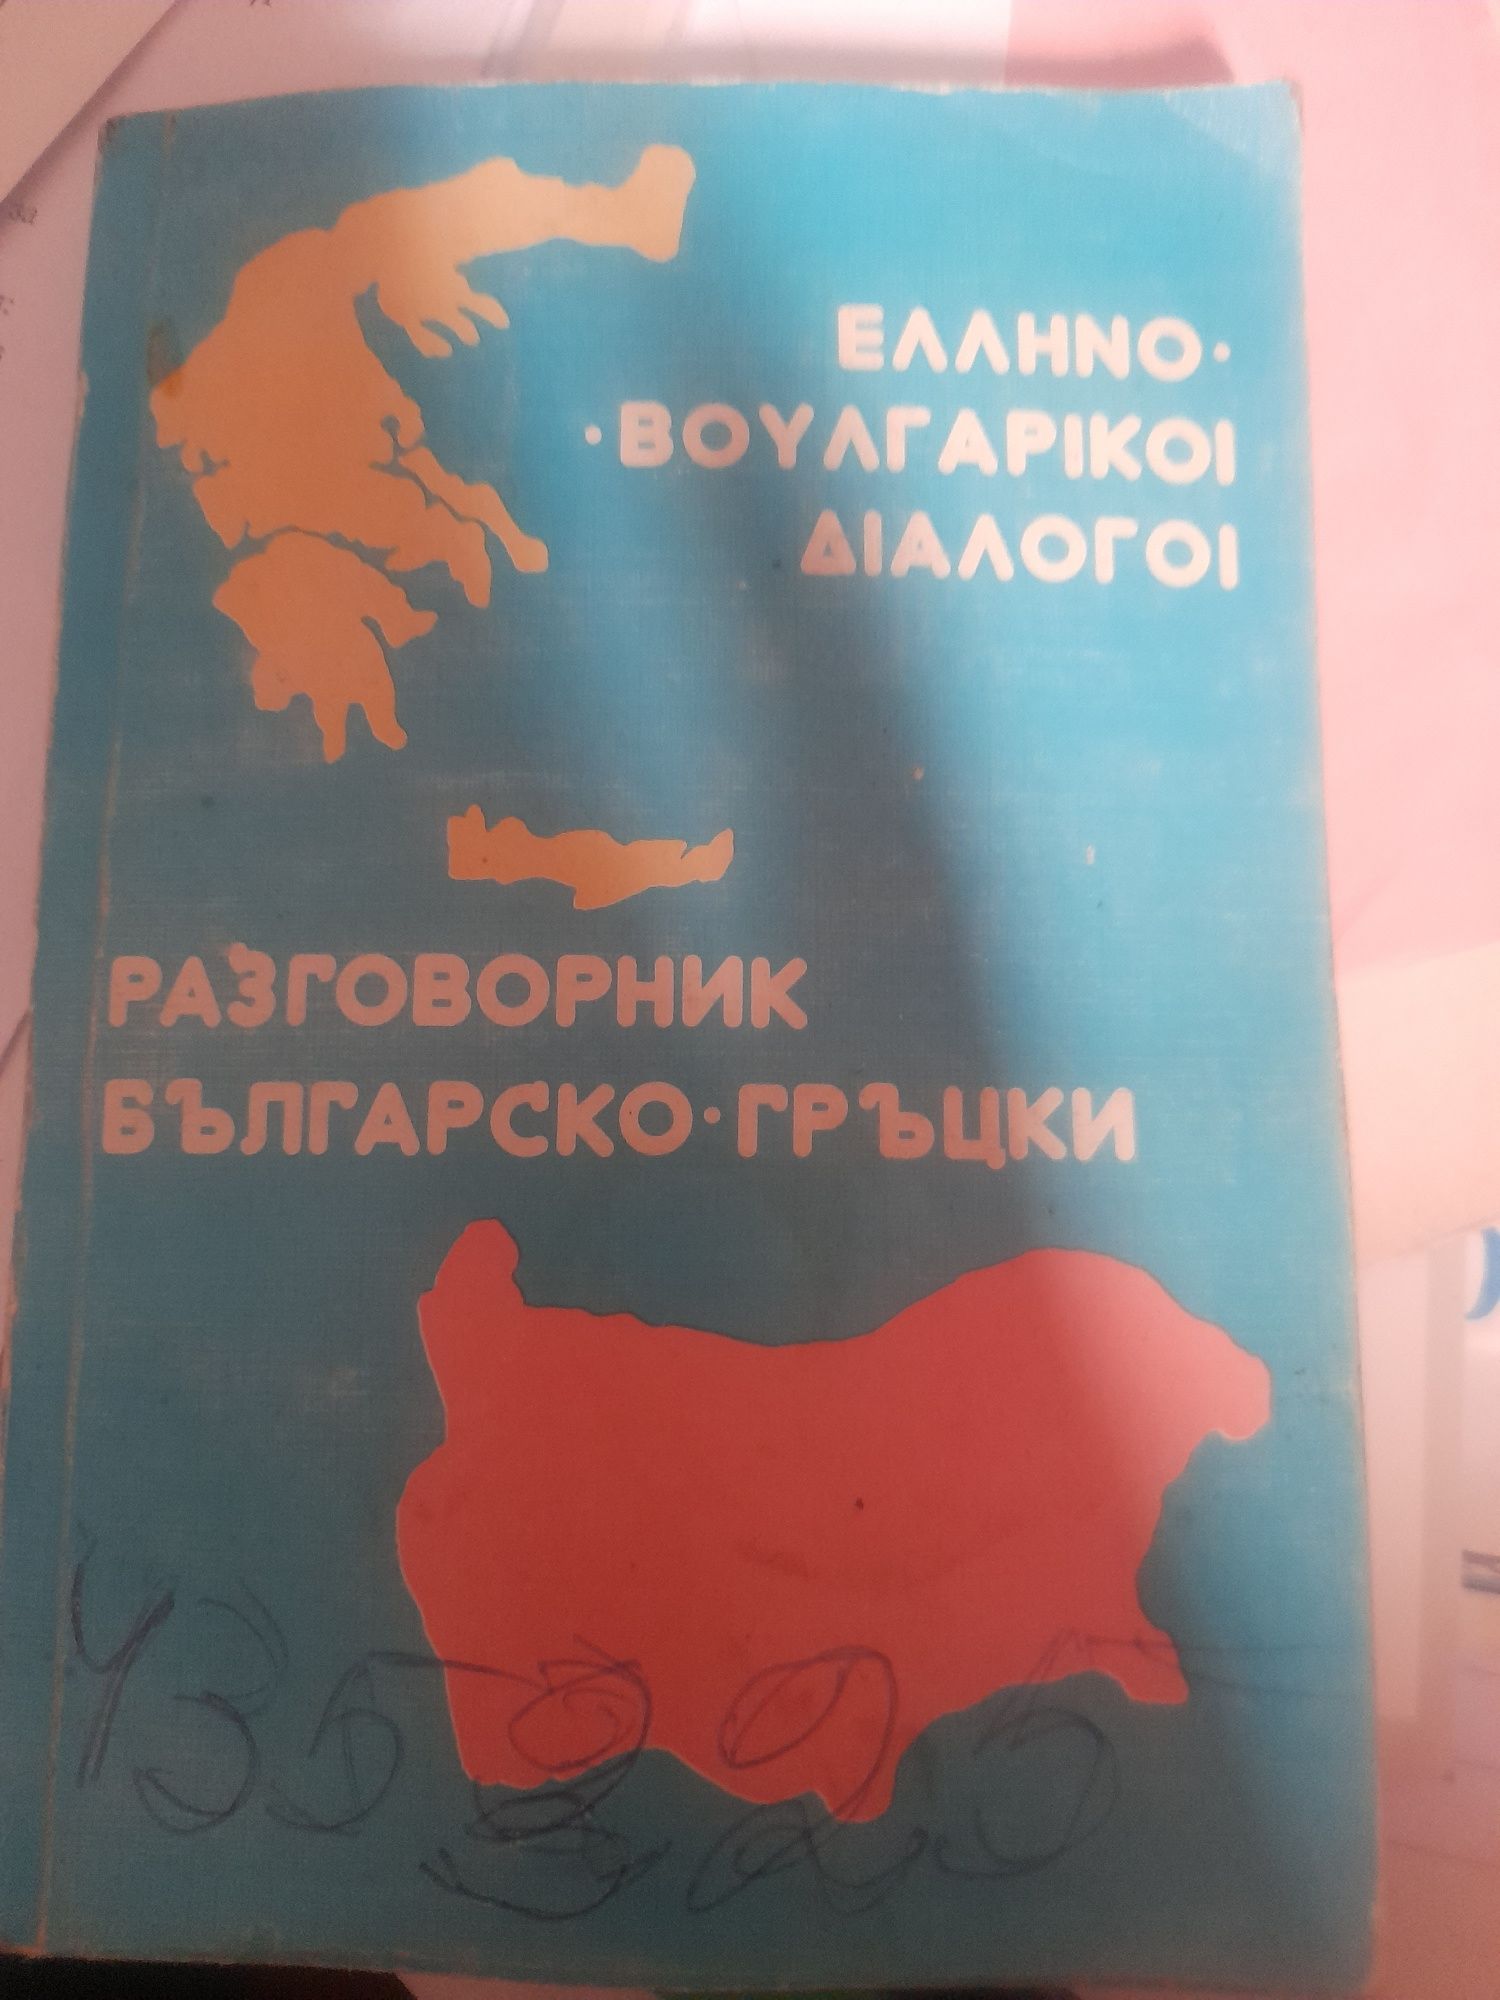 ΕΛΛΗΝΟ·
·ΒΟΥΛΓΑΡΙΚΟΙ
ΔΙΑΛΟΓΟΙ
РАЗГОВОРНИК
БЪЛГАРСКО·ГРЪЦКИ